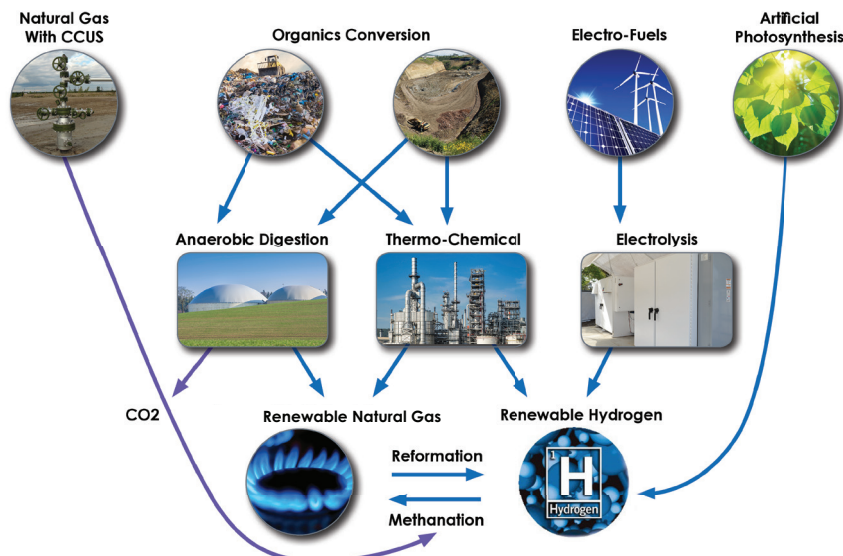 Natural Gas
With CCUS
Organics Conversion
Electro-Fuels
Artificial
Photosynthesis
Anaerobic Digestion
Thermo-Chemical
Electrolysis
CO2
Renewable Natural Gas
Renewable Hydrogen
Reformation
Methanation
1
H
Hydrogen